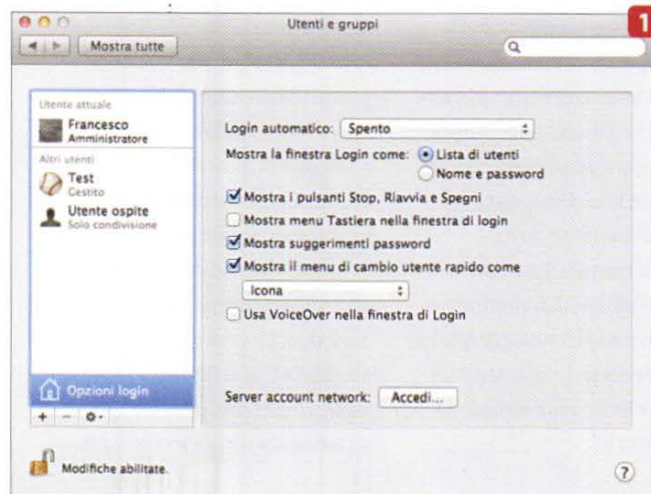 Utenti e gruppi
1
Mostra tutte
Utente attuale
Francesco
Amministratore
Altri utenti
Test
Gestito
Utente ospite
Solo condivisione
Opzioni login
Login automatico: Spento
Mostra la finestra Login come: Lista di utenti
Nome e password
Mostra i pulsanti Stop, Riavvia e Spegni
Mostra menu Tastiera nella finestra di login
Mostra suggerimenti password
Mostra il menu di cambio utente rapido come
Icona
Usa VoiceOver nella finestra di Login
Server account network: Accedi...
+ −
Modifiche abilitate.
?